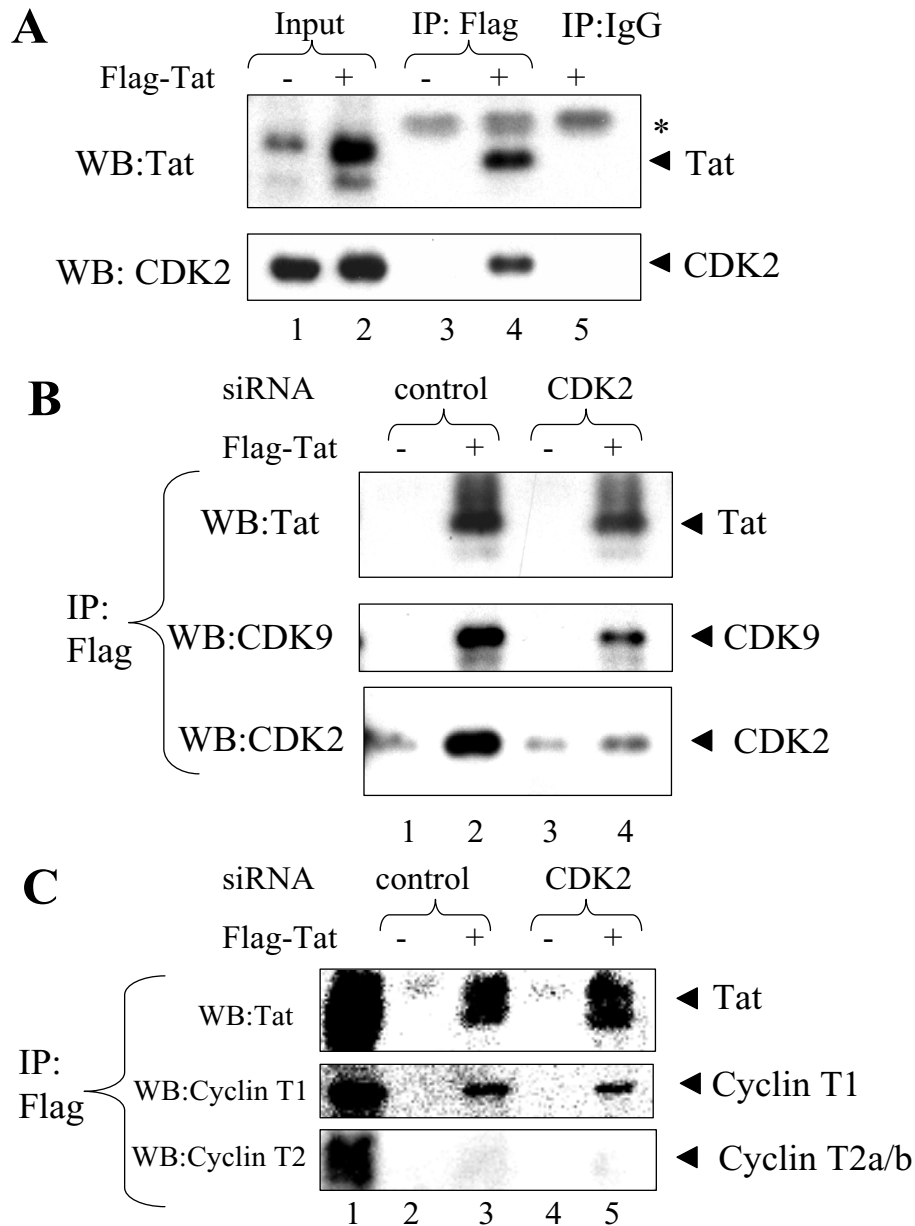 A
Input IP: Flag IP:IgG
Flag-Tat - + - + +
*
WB:Tat Tat
WB: CDK2 CDK2
1 2 3 4 5
B
siRNA control CDK2
Flag-Tat - + - +
WB:Tat Tat
IP:
Flag
WB:CDK9 CDK9
WB:CDK2 CDK2
1 2 3 4
C
siRNA control CDK2
Flag-Tat - + - +
WB:Tat Tat
IP:
Flag
WB:Cyclin T1 Cyclin T1
WB:Cyclin T2 Cyclin T2a/b
1 2 3 4 5